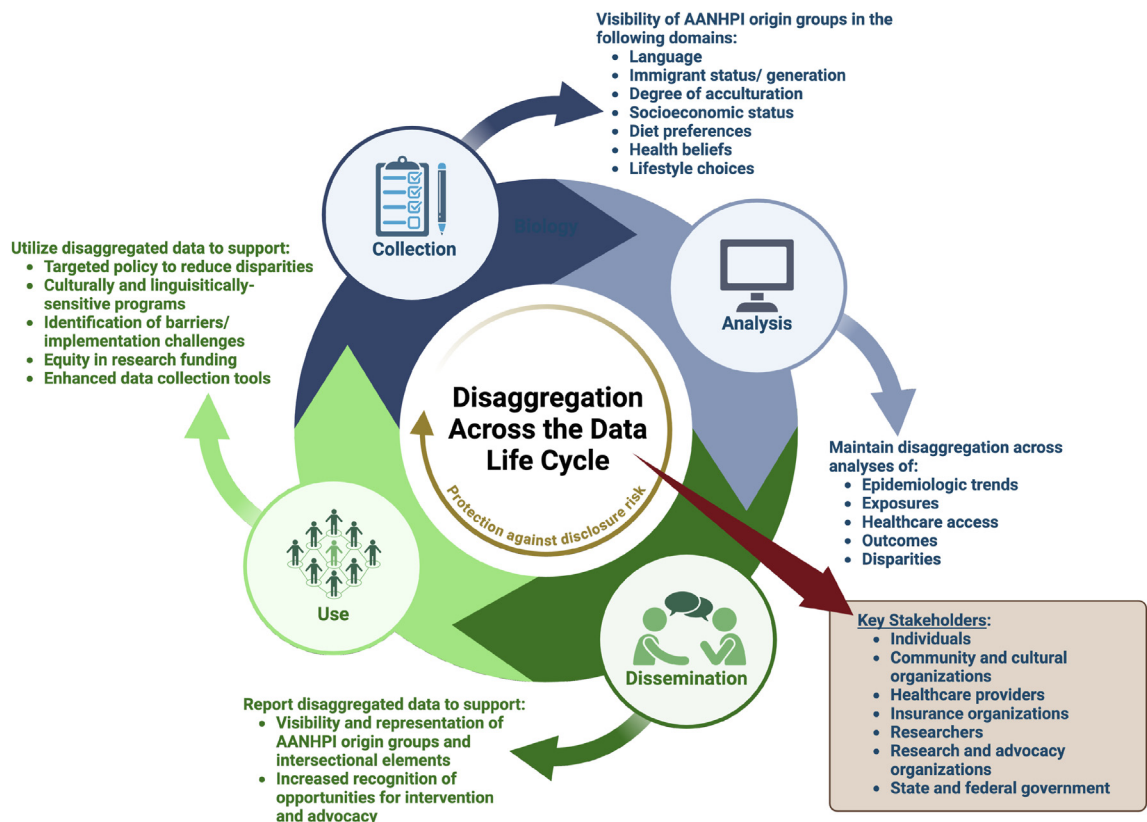 Visibility of AANHPI origin groups in the
following domains:
• Language
• Immigrant status/ generation
• Degree of acculturation
• Socioeconomic status
• Diet preferences
• Health beliefs
• Lifestyle choices
Collection
Biology
Analysis
Maintain disaggregation across
analyses of:
• Epidemiologic trends
• Exposures
• Healthcare access
• Outcomes
• Disparities
Utilize disaggregated data to support:
• Targeted policy to reduce disparities
• Culturally and linguisitically-
sensitive programs
• Identification of barriers/
implementation challenges
• Equity in research funding
• Enhanced data collection tools
Disaggregation
Across the Data
Life Cycle
Protection against disclosure risk
Use
Dissemination
Report disaggregated data to support:
• Visibility and representation of
AANHPI origin groups and
intersectional elements
• Increased recognition of
opportunities for intervention
and advocacy
Key Stakeholders:
• Individuals
• Community and cultural
organizations
• Healthcare providers
• Insurance organizations
• Researchers
• Research and advocacy
organizations
• State and federal government